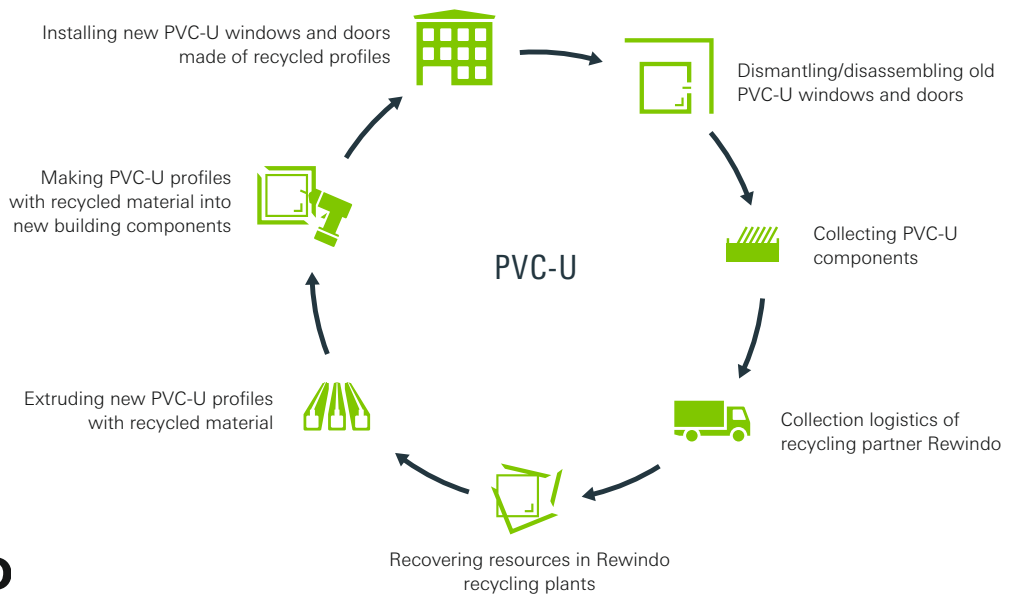 Installing new PVC-U windows and doors
made of recycled profiles
Dismantling/disassembling old
PVC-U windows and doors
Making PVC-U profiles
with recycled material into
new building components
Collecting PVC-U
components
PVC-U
Extruding new PVC-U profiles
with recycled material
Collection logistics of
recycling partner Rewindo
Recovering resources in Rewindo
recycling plants